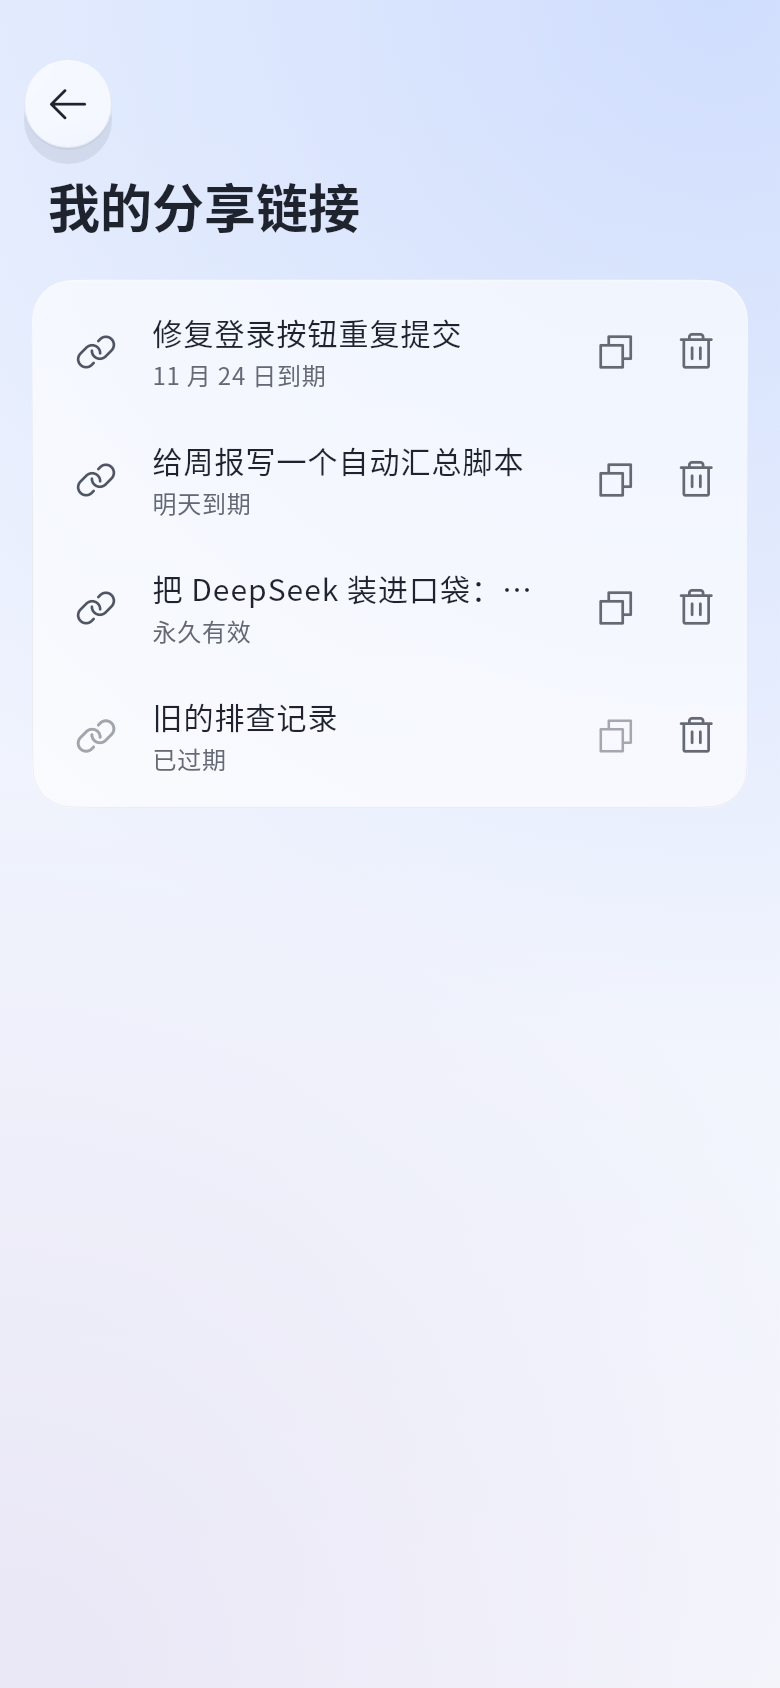 我的分享链接
修复登录按钮重复提交
11 月 24 日到期
给周报写一个自动汇总脚本
明天到期
把 DeepSeek 装进口袋：…
永久有效
旧的排查记录
已过期